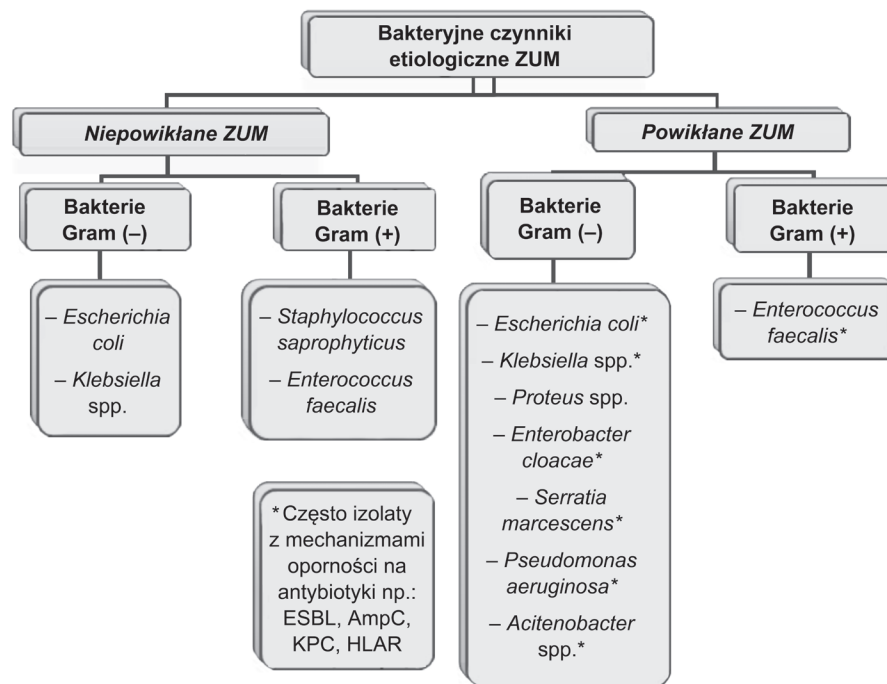 Bakteryjne czynniki
etiologiczne ZUM
Niepowikłane ZUM
Powikłane ZUM
Bakterie
Gram (–)
Bakterie
Gram (+)
Bakterie
Gram (–)
Bakterie
Gram (+)
– Escherichia
coli
– Klebsiella
spp.
– Staphylococcus
saprophyticus
– Enterococcus
faecalis
– Escherichia coli*
– Klebsiella spp.*
– Proteus spp.
– Enterobacter
cloacae*
– Serratia
marcescens*
– Pseudomonas
aeruginosa*
– Acitenobacter
spp.*
– Enterococcus
faecalis*
* Często izolaty
z mechanizmami
oporności na
antybiotyki np.:
ESBL, AmpC,
KPC, HLAR